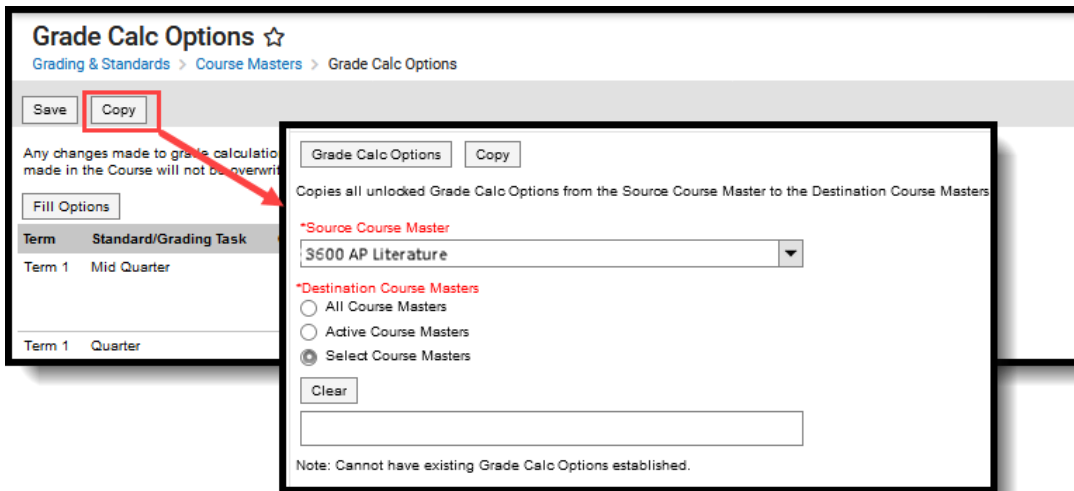 Grade Calc Options
Grading & Standards > Course Masters > Grade Calc Options
Save Copy
Any changes made to grade calculatio
made in the Course will not be overwrit
Fill Options
Term Standard/Grading Task
Term 1 Mid Quarter
Term 1 Quarter
Grade Calc Options Copy
Copies all unlocked Grade Calc Options from the Source Course Master to the Destination Course Masters
*Source Course Master
3600 AP Literature
*Destination Course Masters
All Course Masters
Active Course Masters
Select Course Masters
Clear
Note: Cannot have existing Grade Calc Options established.